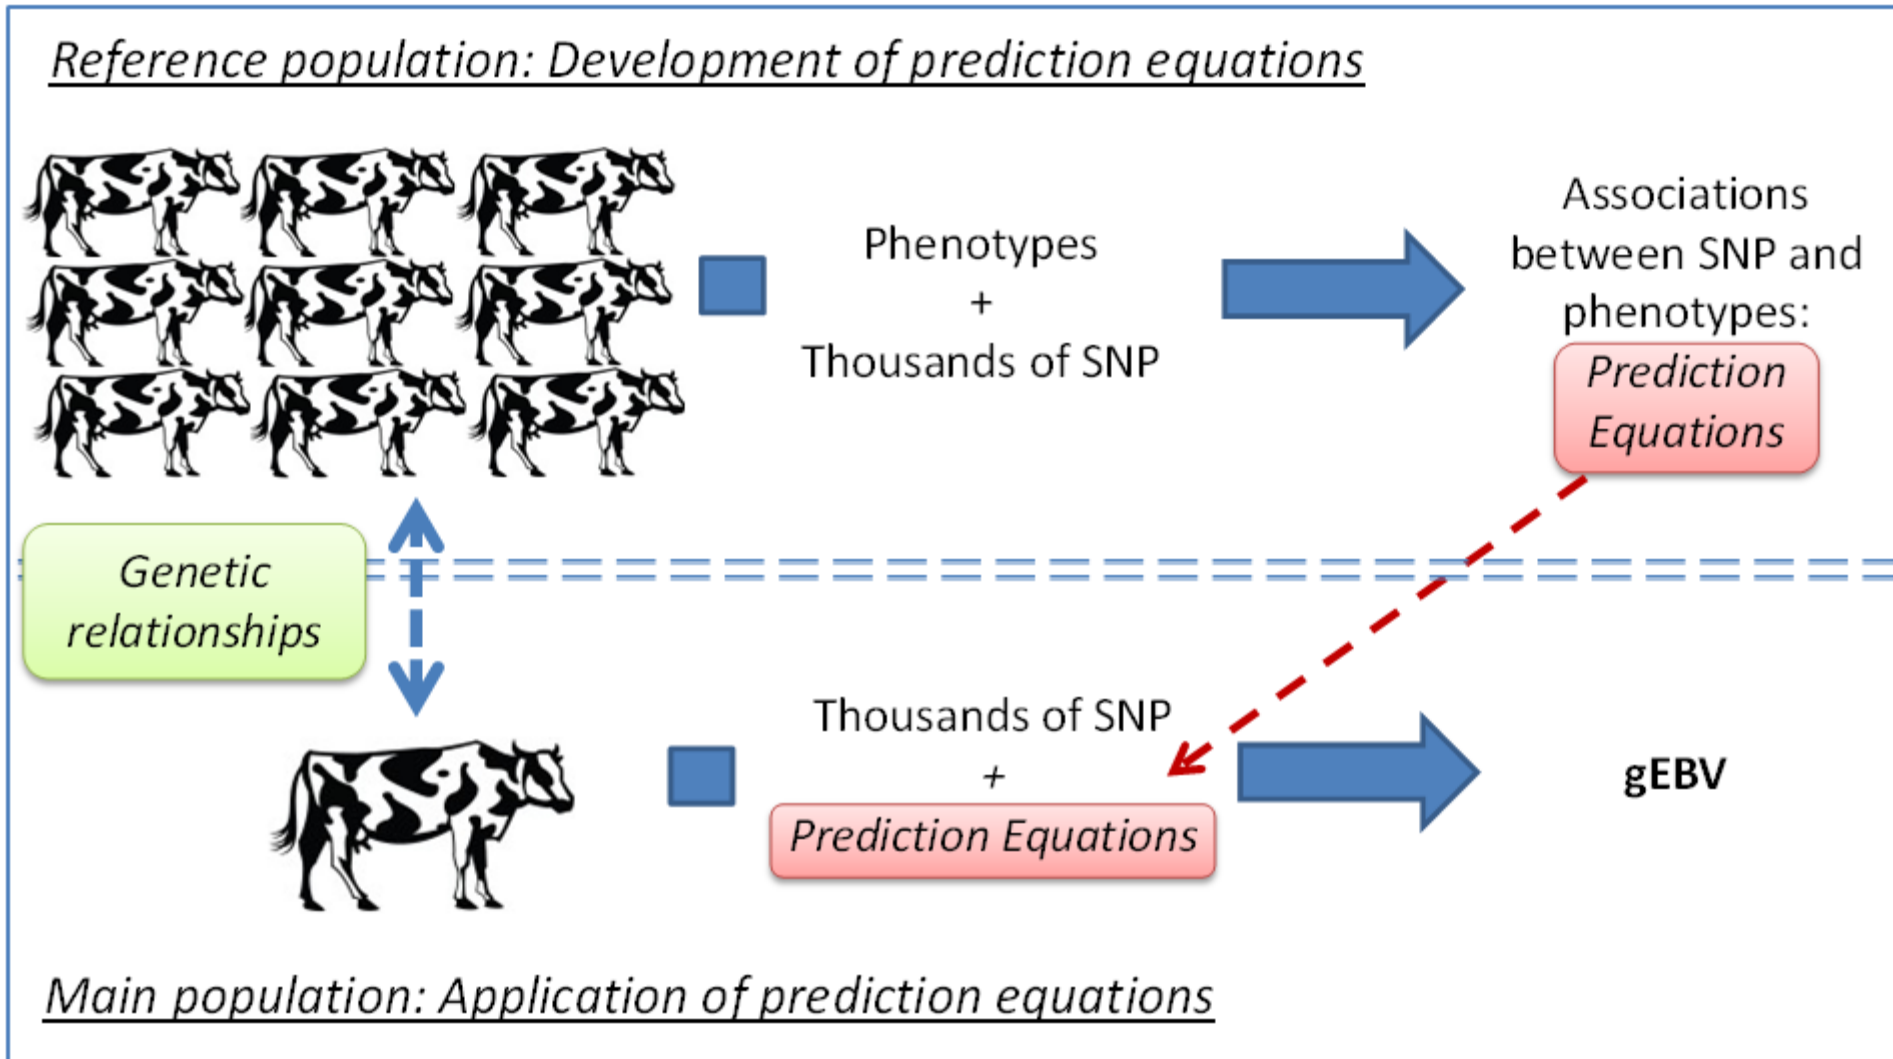 Reference population: Development of prediction equations
Phenotypes
+
Thousands of SNP
Associations
between SNP and
phenotypes:
Prediction
Equations
Genetic
relationships
Thousands of SNP
+
Prediction Equations
gEBV
Main population: Application of prediction equations